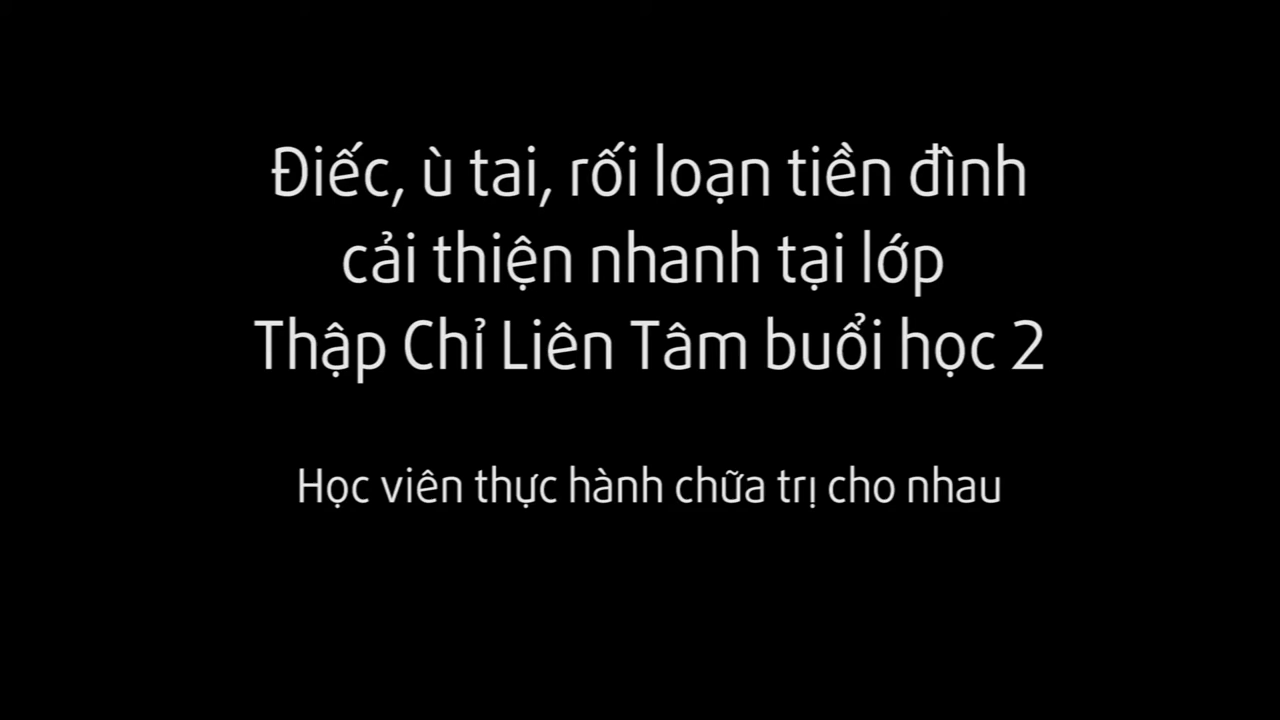 Điếc, ù tai, rối loạn tiền đình
cải thiện nhanh tại lớp
Thập Chỉ Liên Tâm buổi học 2
Học viên thực hành chữa trị cho nhau